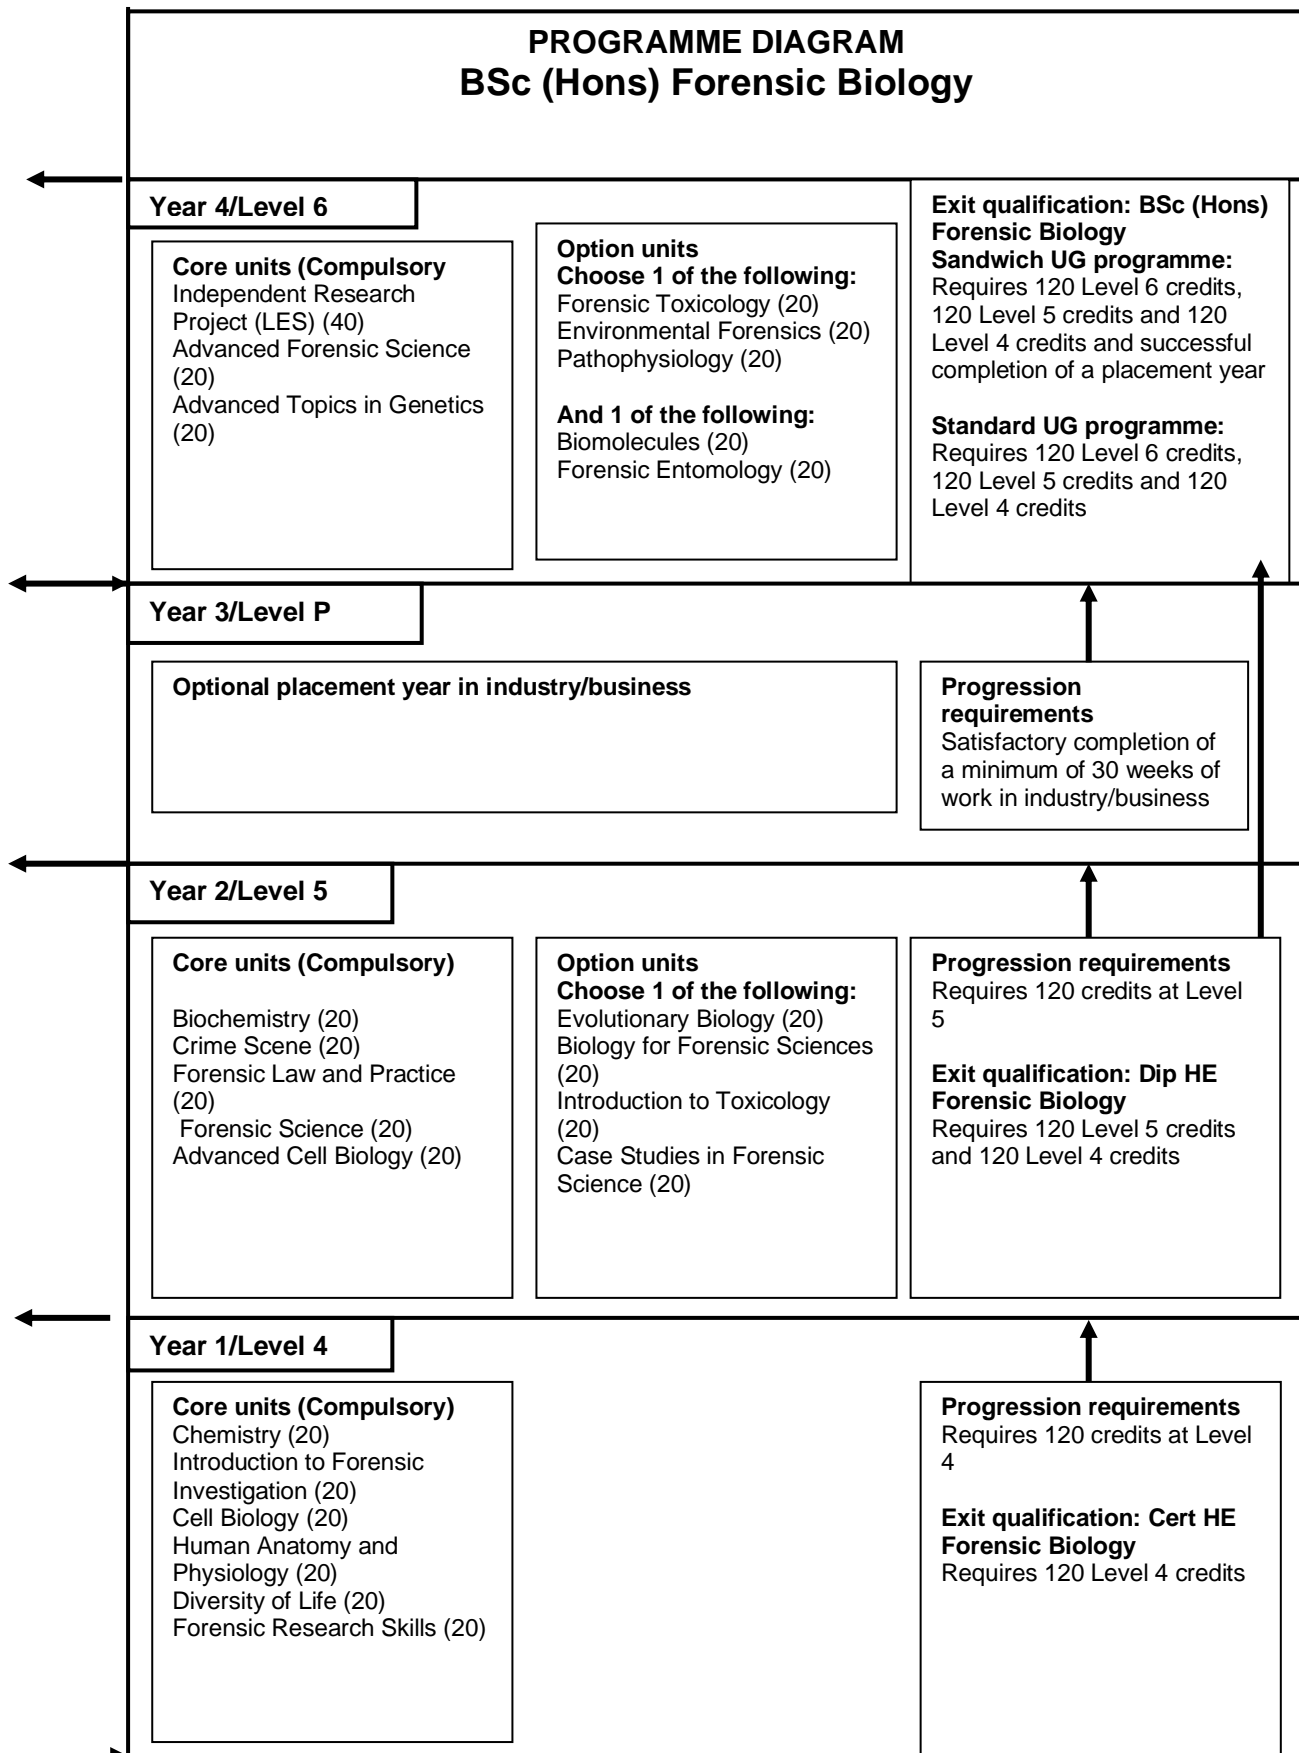 PROGRAMME DIAGRAM
BSc (Hons) Forensic Biology
Year 4/Level 6
Core units (Compulsory
Independent Research
Project (LES) (40)
Advanced Forensic Science
(20)
Advanced Topics in Genetics
(20)
Option units
Choose 1 of the following:
Forensic Toxicology (20)
Environmental Forensics (20)
Pathophysiology (20)
And 1 of the following:
Biomolecules (20)
Forensic Entomology (20)
Exit qualification: BSc (Hons)
Forensic Biology
Sandwich UG programme:
Requires 120 Level 6 credits,
120 Level 5 credits and 120
Level 4 credits and successful
completion of a placement year
Standard UG programme:
Requires 120 Level 6 credits,
120 Level 5 credits and 120
Level 4 credits
Year 3/Level P
Optional placement year in industry/business
Progression
requirements
Satisfactory completion of
a minimum of 30 weeks of
work in industry/business
Year 2/Level 5
Core units (Compulsory)
Biochemistry (20)
Crime Scene (20)
Forensic Law and Practice
(20)
Forensic Science (20)
Advanced Cell Biology (20)
Option units
Choose 1 of the following:
Evolutionary Biology (20)
Biology for Forensic Sciences
(20)
Introduction to Toxicology
(20)
Case Studies in Forensic
Science (20)
Progression requirements
Requires 120 credits at Level
5
Exit qualification: Dip HE
Forensic Biology
Requires 120 Level 5 credits
and 120 Level 4 credits
Year 1/Level 4
Core units (Compulsory)
Chemistry (20)
Introduction to Forensic
Investigation (20)
Cell Biology (20)
Human Anatomy and
Physiology (20)
Diversity of Life (20)
Forensic Research Skills (20)
Progression requirements
Requires 120 credits at Level
4
Exit qualification: Cert HE
Forensic Biology
Requires 120 Level 4 credits